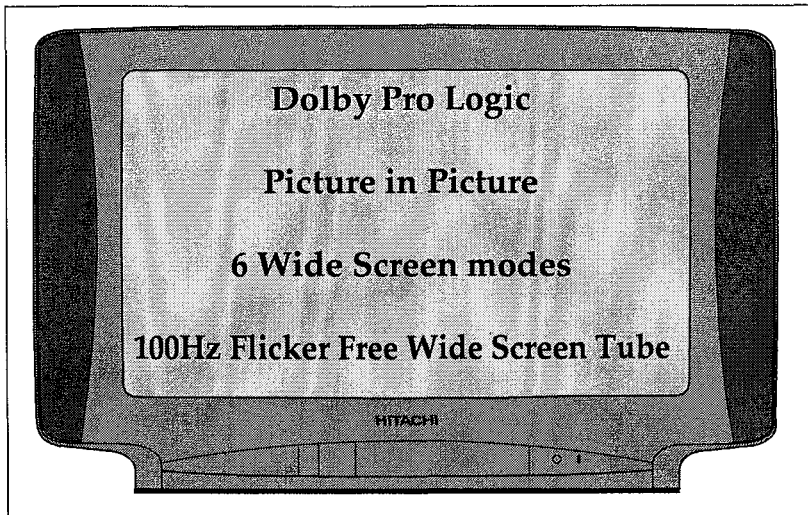 Dolby Pro Logic
Picture in Picture
6 Wide Screen modes
100Hz Flicker Free Wide Screen Tube
HITACHI